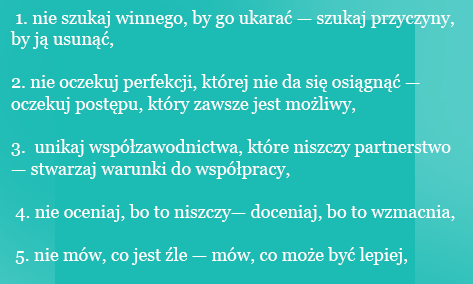 1. nie szukaj winnego, by go ukarać — szukaj przyczyny,
by ją usunąć,
2. nie oczekuj perfekcji, której nie da się osiągnąć —
oczekuj postępu, który zawsze jest możliwy,
3. unikaj współzawodnictwa, które niszczy partnerstwo
— stwarzaj warunki do współpracy,
4. nie oceniaj, bo to niszczy— doceniaj, bo to wzmacnia,
5. nie mów, co jest źle — mów, co może być lepiej,